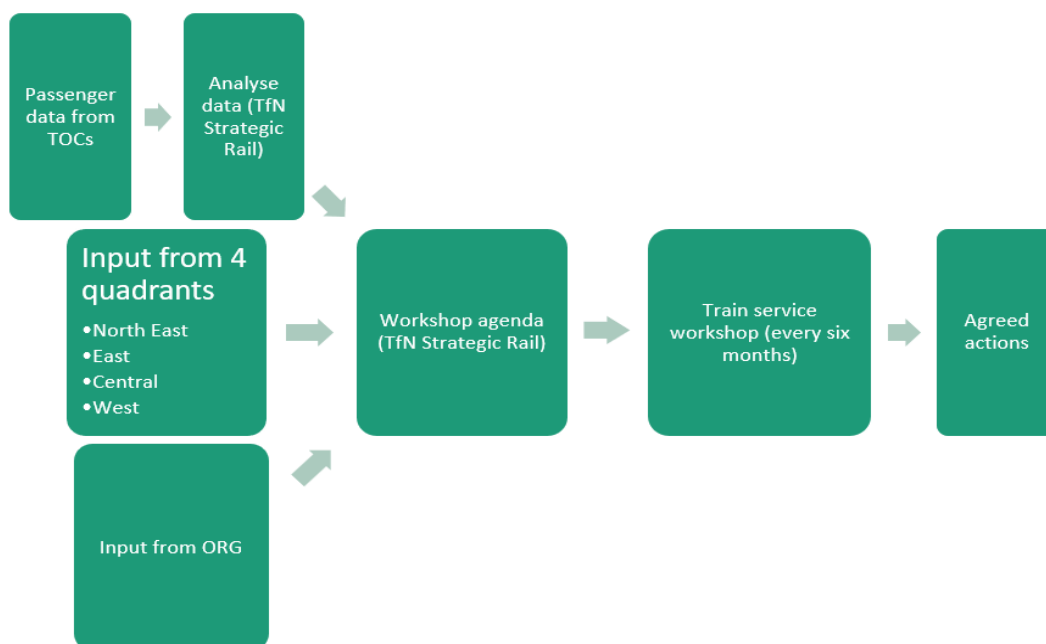 Passenger
data from
TOCs
Analyse
data (TfN
Strategic
Rail)
Input from 4
quadrants
•North East
•East
•Central
•West
Workshop agenda
(TfN Strategic Rail)
Train service
workshop (every six
months)
Agreed
actions
Input from ORG